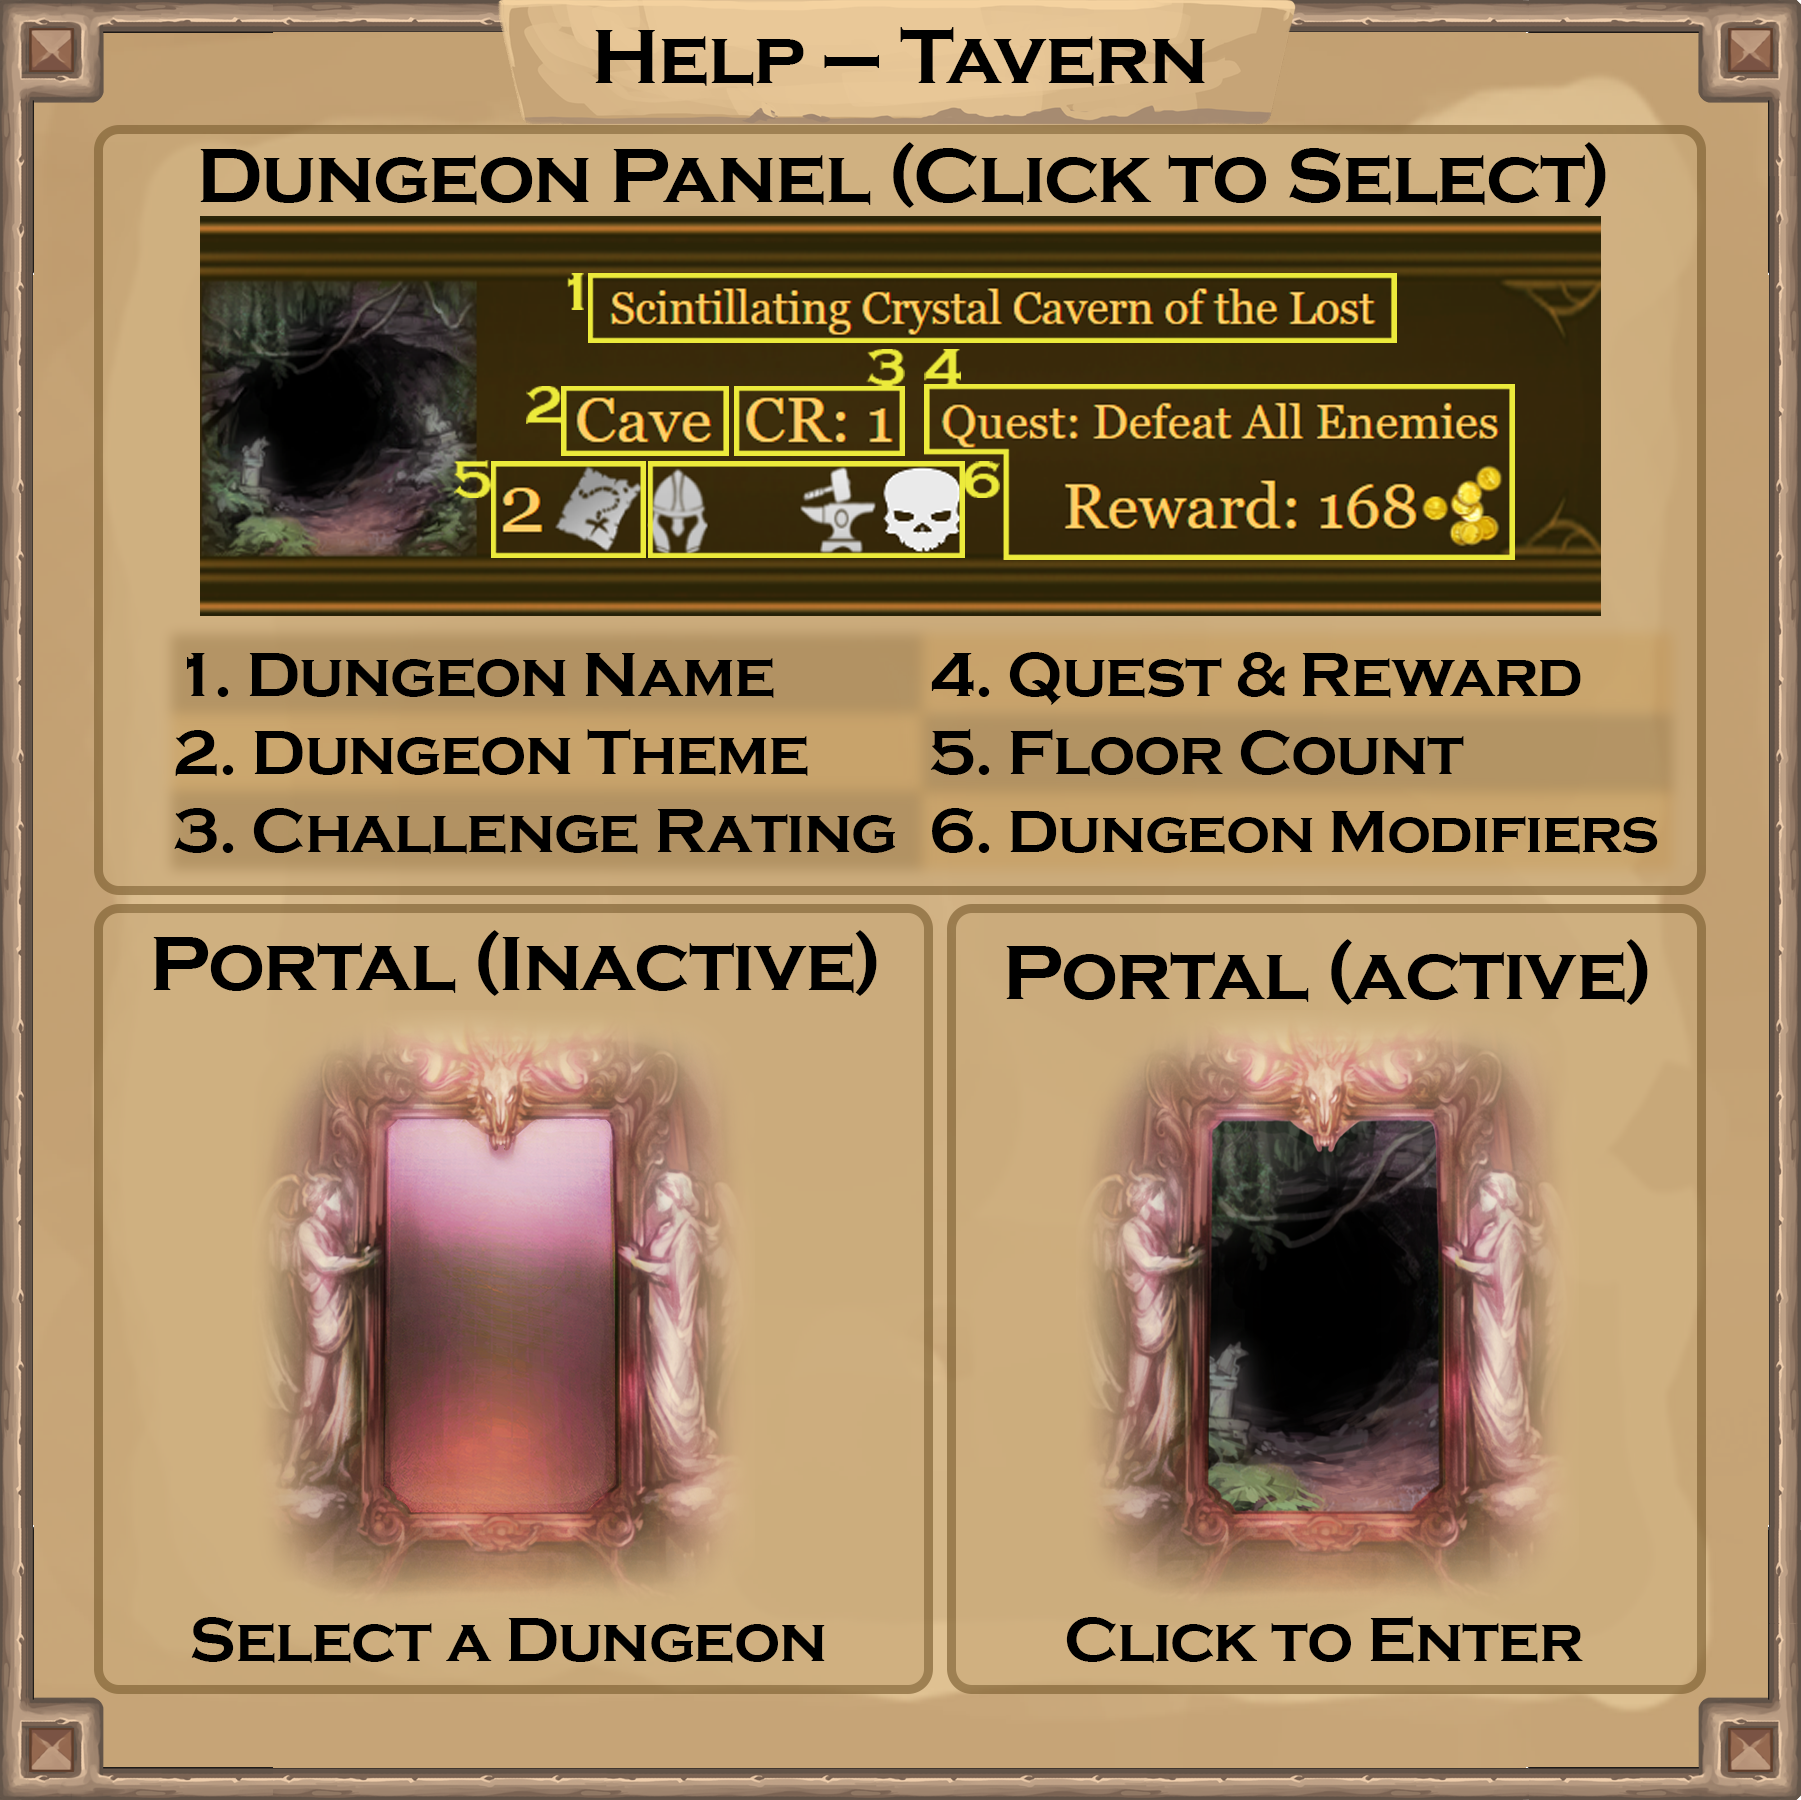 Help – Tavern
Dungeon Panel (Click to Select)
1 Scintillating Crystal Cavern of the Lost
3 4
2 Cave CR: 1 Quest: Defeat All Enemies
5 2 6 Reward: 168
1. Dungeon Name
2. Dungeon Theme
3. Challenge Rating
4. Quest & Reward
5. Floor Count
6. Dungeon Modifiers
Portal (Inactive)
Select a Dungeon
Portal (active)
Click to Enter